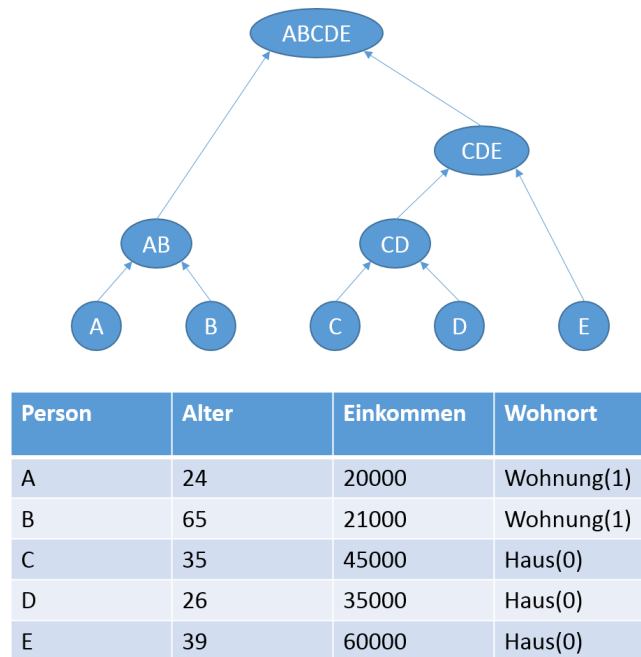 ABCDE
CDE
AB CD
A B C D E
Person Alter Einkommen Wohnort
A 24 20000 Wohnung(1)
B 65 21000 Wohnung(1)
C 35 45000 Haus(0)
D 26 35000 Haus(0)
E 39 60000 Haus(0)